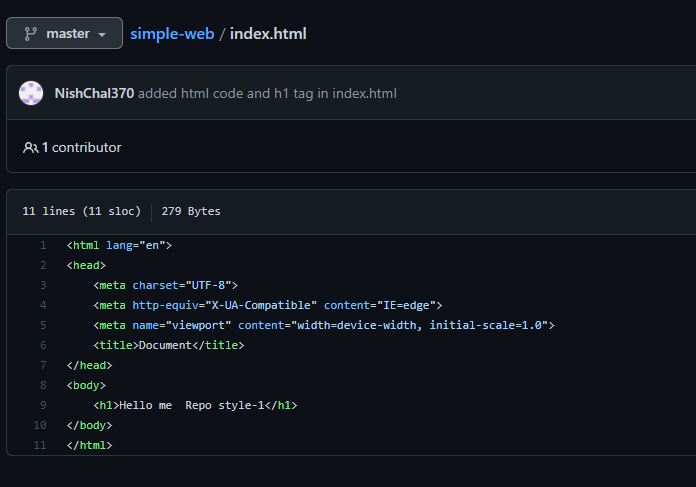 master simple-web / index.html
NishChal370 added html code and h1 tag in index.html
1 contributor
11 lines (11 sloc) 279 Bytes
1 <html lang="en">
2 <head>
3     <meta charset="UTF-8">
4     <meta http-equiv="X-UA-Compatible" content="IE=edge">
5     <meta name="viewport" content="width=device-width, initial-scale=1.0">
6     <title>Document</title>
7 </head>
8 <body>
9     <h1>Hello me  Repo style-1</h1>
10 </body>
11 </html>